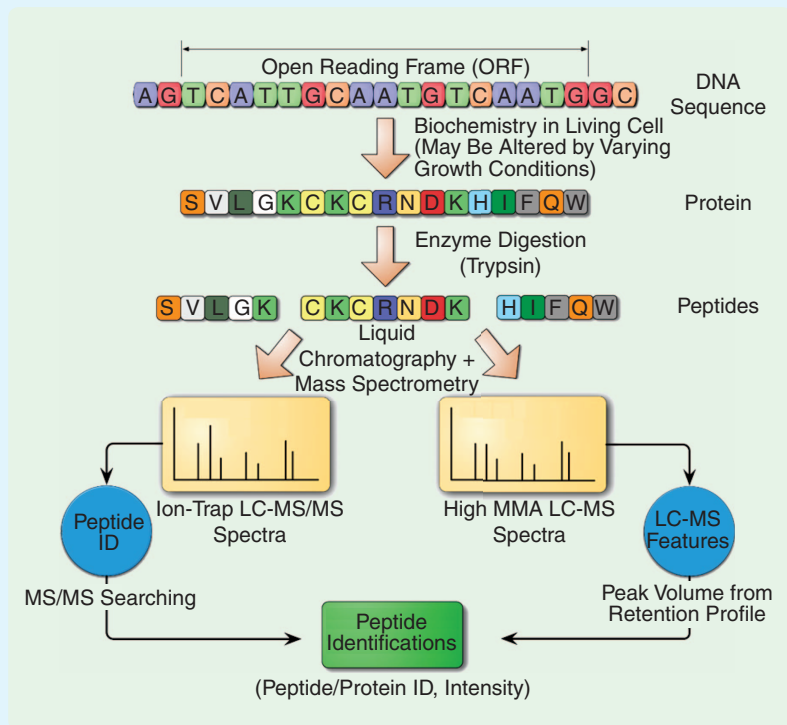 Open Reading Frame (ORF)
AGTCATTGCAATGTCAATGGC
DNA
Sequence
Biochemistry in Living Cell
(May Be Altered by Varying
Growth Conditions)
SVLGKCKCRNDKHIFQW
Protein
Enzyme Digestion
(Trypsin)
SVLGK CKCRNDK HIFQW
Peptides
Liquid
Chromatography +
Mass Spectrometry
Ion-Trap LC-MS/MS
Spectra
High MMA LC-MS
Spectra
Peptide
ID
LC-MS
Features
MS/MS Searching
Peak Volume from
Retention Profile
Peptide
Identifications
(Peptide/Protein ID, Intensity)